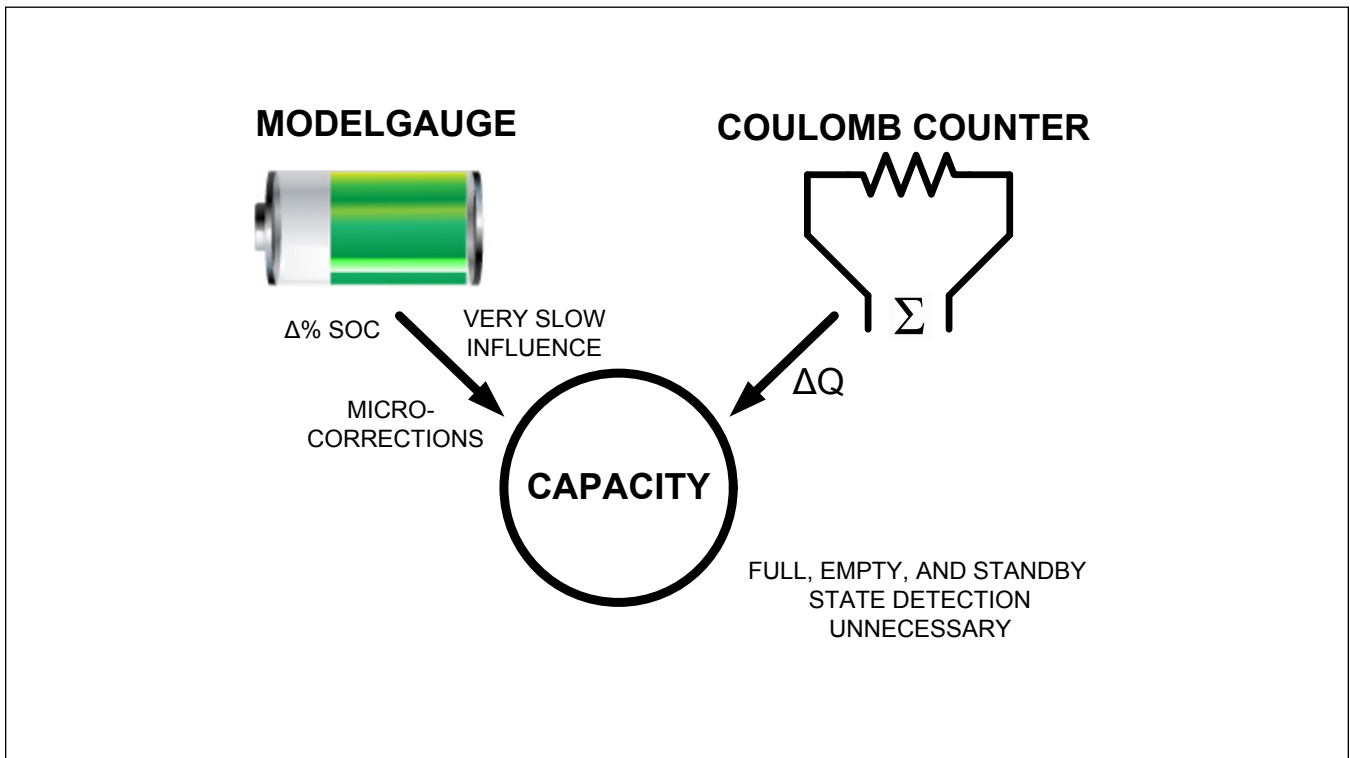 MODELGAUGE
COULOMB COUNTER
Σ
Δ% SOC
VERY SLOW
INFLUENCE
ΔQ
MICRO-
CORRECTIONS
CAPACITY
FULL, EMPTY, AND STANDBY
STATE DETECTION
UNNECESSARY